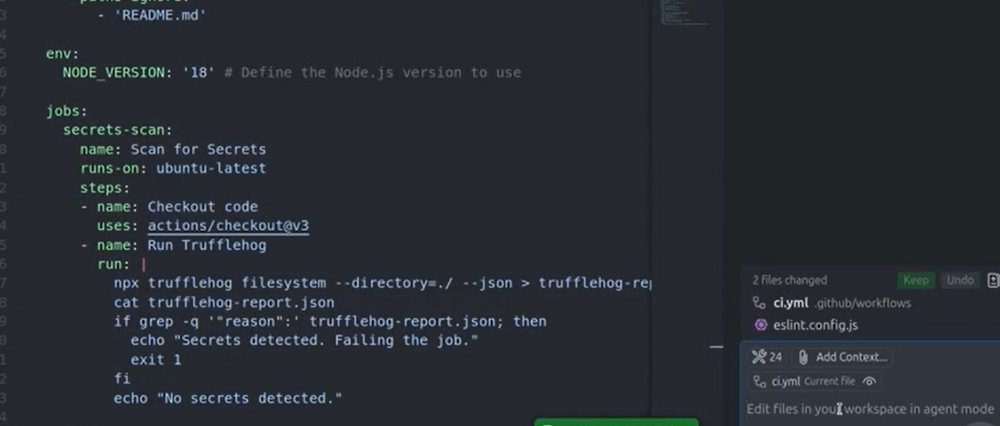 - 'README.md'
env:
NODE_VERSION: '18' # Define the Node.js version to use
jobs:
secrets-scan:
name: Scan for Secrets
runs-on: ubuntu-latest
steps:
- name: Checkout code
uses: actions/checkout@v3
- name: Run Trufflehog
run: |
npx trufflehog filesystem --directory=./ --json > trufflehog-rep
cat trufflehog-report.json
if grep -q '"reason":' trufflehog-report.json; then
echo "Secrets detected. Failing the job."
exit 1
fi
echo "No secrets detected."
2 files changed Keep Undo
ci.yml .github/workflows
eslint.config.js
24 Add Context...
ci.yml Current file
Edit files in your workspace in agent mode